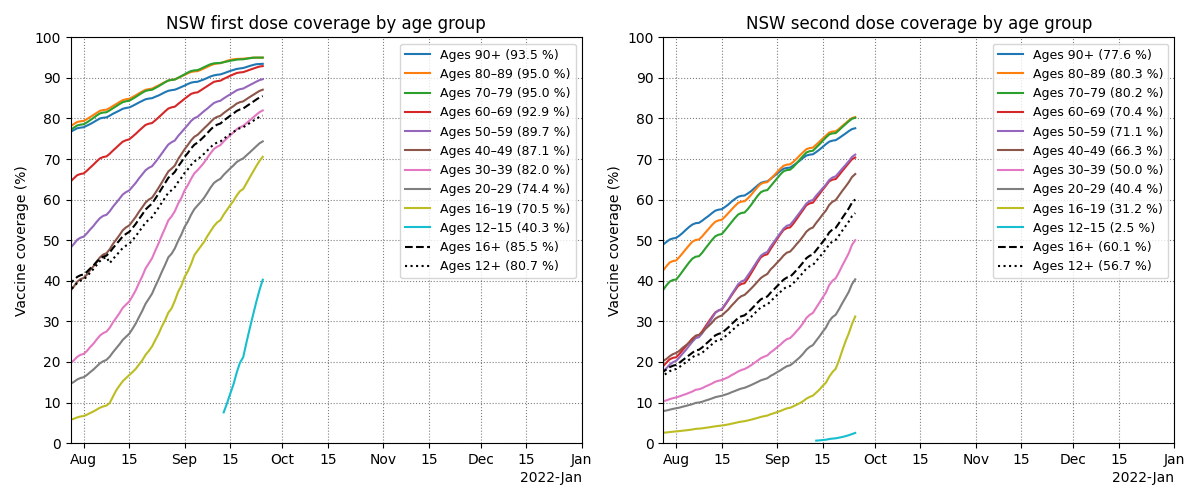 NSW first dose coverage by age group
Vaccine coverage (%)
100
90
80
70
60
50
40
30
20
10
0
Ages 90+ (93.5 %)
Ages 80–89 (95.0 %)
Ages 70–79 (95.0 %)
Ages 60–69 (92.9 %)
Ages 50–59 (89.7 %)
Ages 40–49 (87.1 %)
Ages 30–39 (82.0 %)
Ages 20–29 (74.4 %)
Ages 16–19 (70.5 %)
Ages 12–15 (40.3 %)
Ages 16+ (85.5 %)
Ages 12+ (80.7 %)
Aug 15 Sep 15 Oct 15 Nov 15 Dec 15 Jan
2022-Jan
NSW second dose coverage by age group
Vaccine coverage (%)
100
90
80
70
60
50
40
30
20
10
0
Ages 90+ (77.6 %)
Ages 80–89 (80.3 %)
Ages 70–79 (80.2 %)
Ages 60–69 (70.4 %)
Ages 50–59 (71.1 %)
Ages 40–49 (66.3 %)
Ages 30–39 (50.0 %)
Ages 20–29 (40.4 %)
Ages 16–19 (31.2 %)
Ages 12–15 (2.5 %)
Ages 16+ (60.1 %)
Ages 12+ (56.7 %)
Aug 15 Sep 15 Oct 15 Nov 15 Dec 15 Jan
2022-Jan